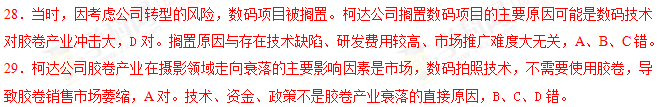 28．当时，因考虑公司转型的风险，数码项目被搁置。柯达公司搁置数码项目的主要原因可能是数码技术
对胶卷产业冲击大，D 对。搁置原因与存在技术缺陷、研发费用较高、市场推广难度大无关，A、B、C 错。
29．柯达公司胶卷产业在摄影领域走向衰落的主要影响因素是市场，数码拍照技术，不需要使用胶卷，导
致胶卷销售市场萎缩，A 对。技术、资金、政策不是胶卷产业衰落的直接原因，B、C、D 错。